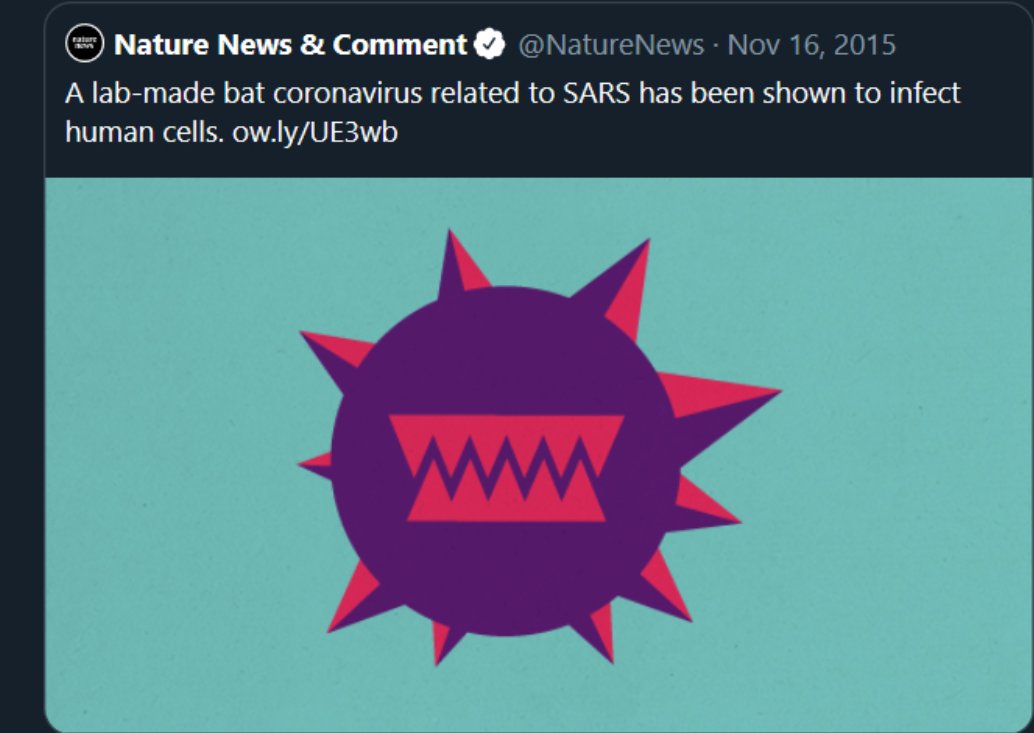 nature
news
Nature News & Comment @NatureNews · Nov 16, 2015
A lab-made bat coronavirus related to SARS has been shown to infect
human cells. ow.ly/UE3wb